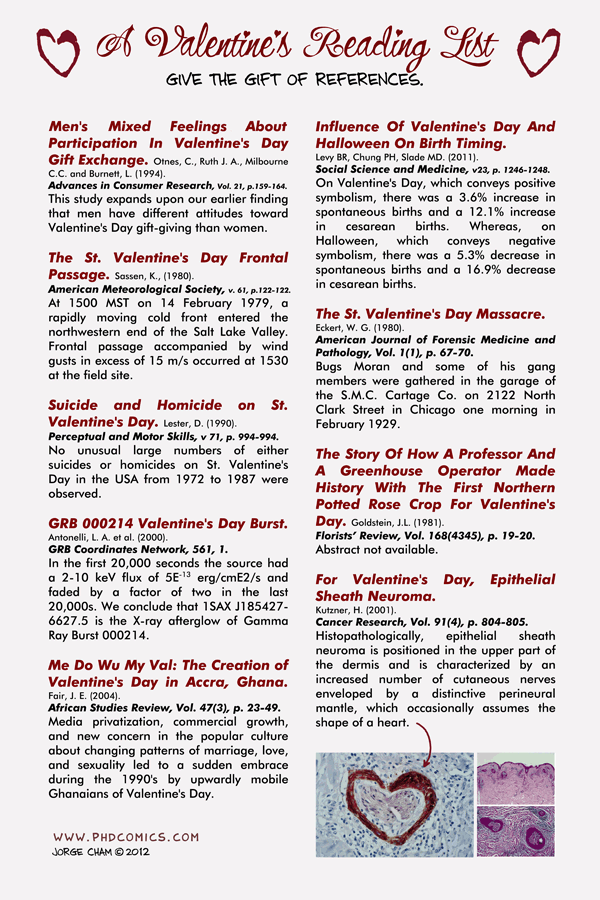 A Valentine's Reading List
GIVE THE GIFT OF REFERENCES.
Men's Mixed Feelings About
Participation In Valentine's Day
Gift Exchange. Otnes, C., Ruth J. A., Milbourne
C.C. and Burnett, L. (1994).
Advances in Consumer Research, Vol. 21, p.159-164.
This study expands upon our earlier finding
that men have different attitudes toward
Valentine's Day gift-giving than women.
The St. Valentine's Day Frontal
Passage. Sassen, K., (1980).
American Meteorological Society, v. 61, p.122-122.
At 1500 MST on 14 February 1979, a
rapidly moving cold front entered the
northwestern end of the Salt Lake Valley.
Frontal passage accompanied by wind
gusts in excess of 15 m/s occurred at 1530
at the field site.
Suicide and Homicide on St.
Valentine's Day. Lester, D. (1990).
Perceptual and Motor Skills, v 71, p. 994-994.
No unusual large numbers of either
suicides or homicides on St. Valentine's
Day in the USA from 1972 to 1987 were
observed.
GRB 000214 Valentine's Day Burst.
Antonelli, L. A. et al. (2000).
GRB Coordinates Network, 561, 1.
In the first 20,000 seconds the source had
a 2-10 keV flux of 5E-13 erg/cmE2/s and
faded by a factor of two in the last
20,000s. We conclude that 1SAX J185427-
6627.5 is the X-ray afterglow of Gamma
Ray Burst 000214.
Me Do Wu My Val: The Creation of
Valentine's Day in Accra, Ghana.
Fair, J. E. (2004).
African Studies Review, Vol. 47(3), p. 23-49.
Media privatization, commercial growth,
and new concern in the popular culture
about changing patterns of marriage, love,
and sexuality led to a sudden embrace
during the 1990's by upwardly mobile
Ghanaians of Valentine's Day.
WWW.PHDCOMICS.COM
JORGE CHAM © 2012
Influence Of Valentine's Day And
Halloween On Birth Timing.
Levy BR, Chung PH, Slade MD. (2011).
Social Science and Medicine, v23, p. 1246-1248.
On Valentine's Day, which conveys positive
symbolism, there was a 3.6% increase in
spontaneous births and a 12.1% increase
in cesarean births. Whereas, on
Halloween, which conveys negative
symbolism, there was a 5.3% decrease in
spontaneous births and a 16.9% decrease
in cesarean births.
The St. Valentine's Day Massacre.
Eckert, W. G. (1980).
American Journal of Forensic Medicine and
Pathology, Vol. 1(1), p. 67-70.
Bugs Moran and some of his gang
members were gathered in the garage of
the S.M.C. Cartage Co. on 2122 North
Clark Street in Chicago one morning in
February 1929.
The Story Of How A Professor And
A Greenhouse Operator Made
History With The First Northern
Potted Rose Crop For Valentine's
Day. Goldstein, J.L. (1981).
Florists' Review, Vol. 168(4345), p. 19-20.
Abstract not available.
For Valentine's Day, Epithelial
Sheath Neuroma.
Kutzner, H. (2001).
Cancer Research, Vol. 91(4), p. 804-805.
Histopathologically, epithelial sheath
neuroma is positioned in the upper part of
the dermis and is characterized by an
increased number of cutaneous nerves
enveloped by a distinctive perineural
mantle, which occasionally assumes the
shape of a heart.